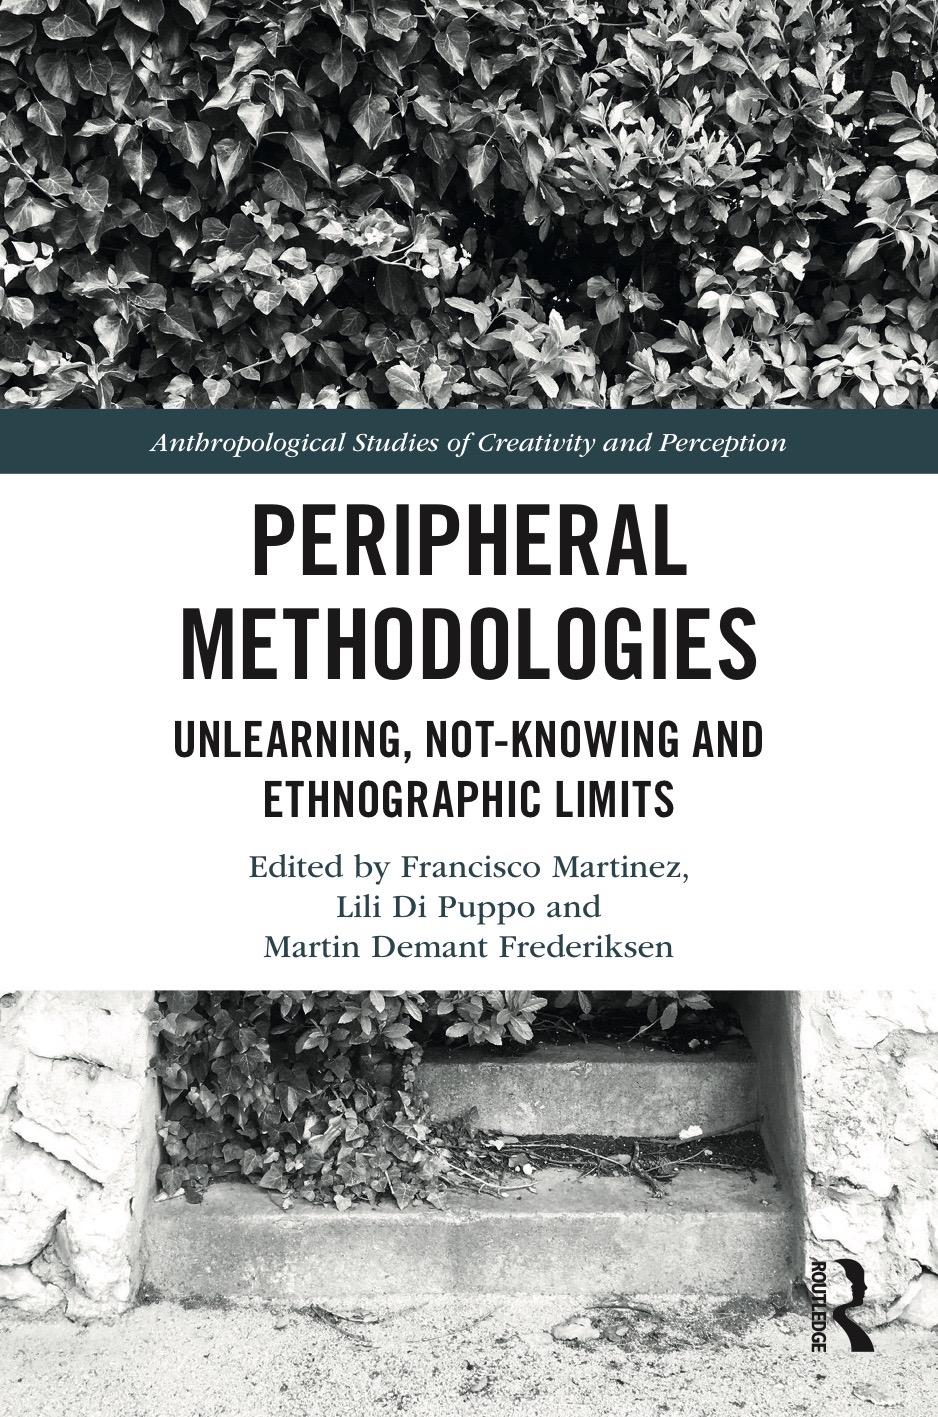 Anthropological Studies of Creativity and Perception
PERIPHERAL
METHODOLOGIES
UNLEARNING, NOT-KNOWING AND
ETHNOGRAPHIC LIMITS
Edited by Francisco Martinez,
Lili Di Puppo and
Martin Demant Frederiksen
ROUTLEDGE